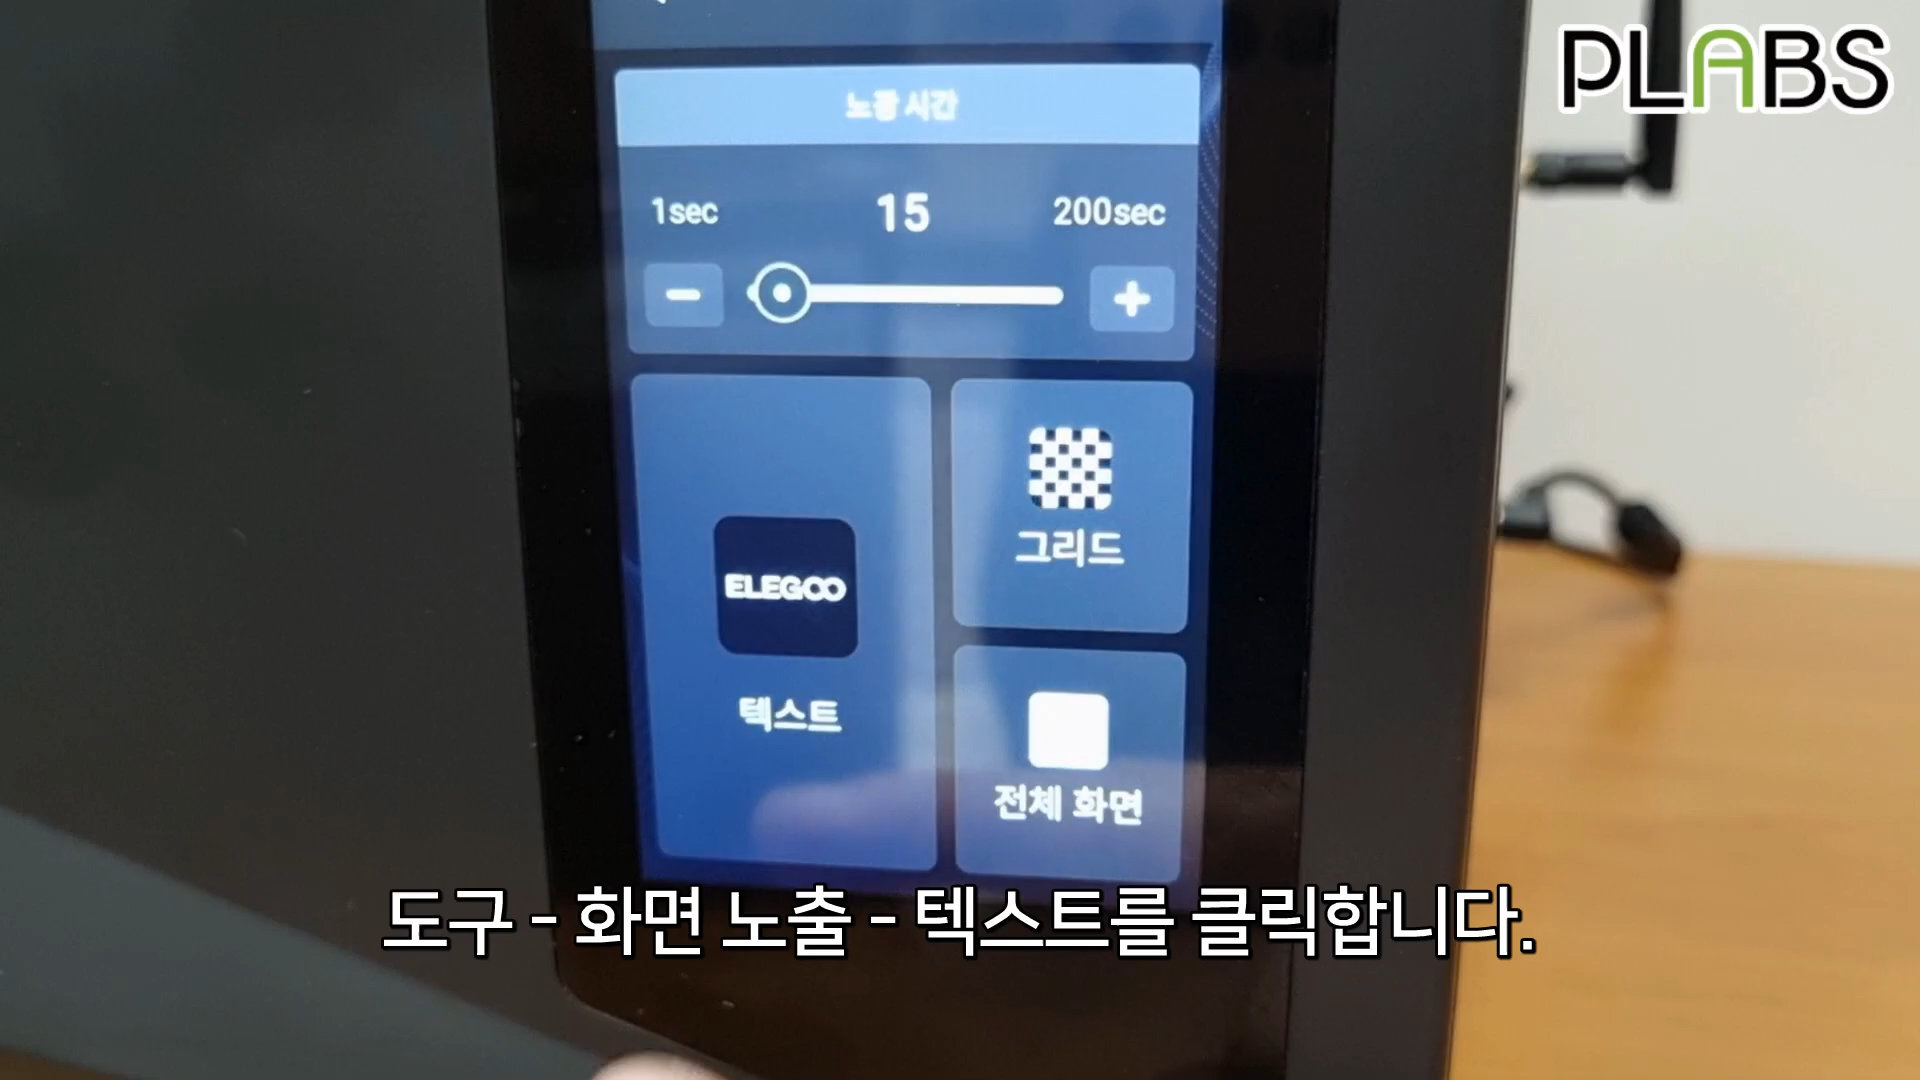 PLABS
노광 시간
1sec 15 200sec
ELEGOO
텍스트
그리드
전체 화면
도구 - 화면 노출 - 텍스트를 클릭합니다.